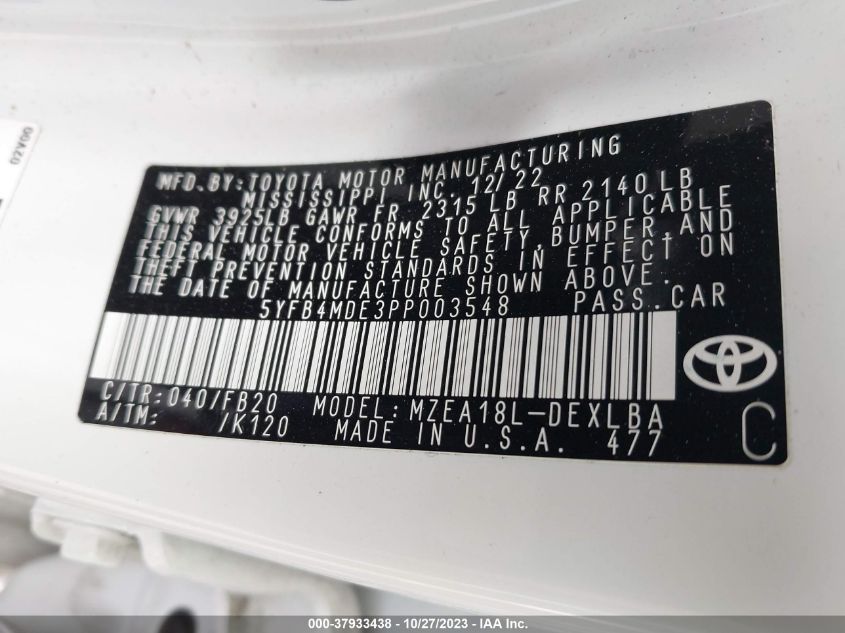 02V00
MFD. BY: TOYOTA MOTOR MANUFACTURING
MISSISSIPPI INC. 12/22
GVWR 3925LB GAWR FR. 2315 LB RR 2140 LB
THIS VEHICLE CONFORMS TO ALL APPLICABLE
FEDERAL MOTOR VEHICLE SAFETY, BUMPER, AND
THEFT PREVENTION STANDARDS IN EFFECT ON
THE DATE OF MANUFACTURE SHOWN ABOVE.
5YFB4MDE3PP003548 PASS. CAR
C/TR: 040/FB20 MODEL: MZEA18L-DEXLBA
A/TM: /K120 MADE IN U.S.A. 477 C
000-37933438 - 10/27/2023 - IAA Inc.